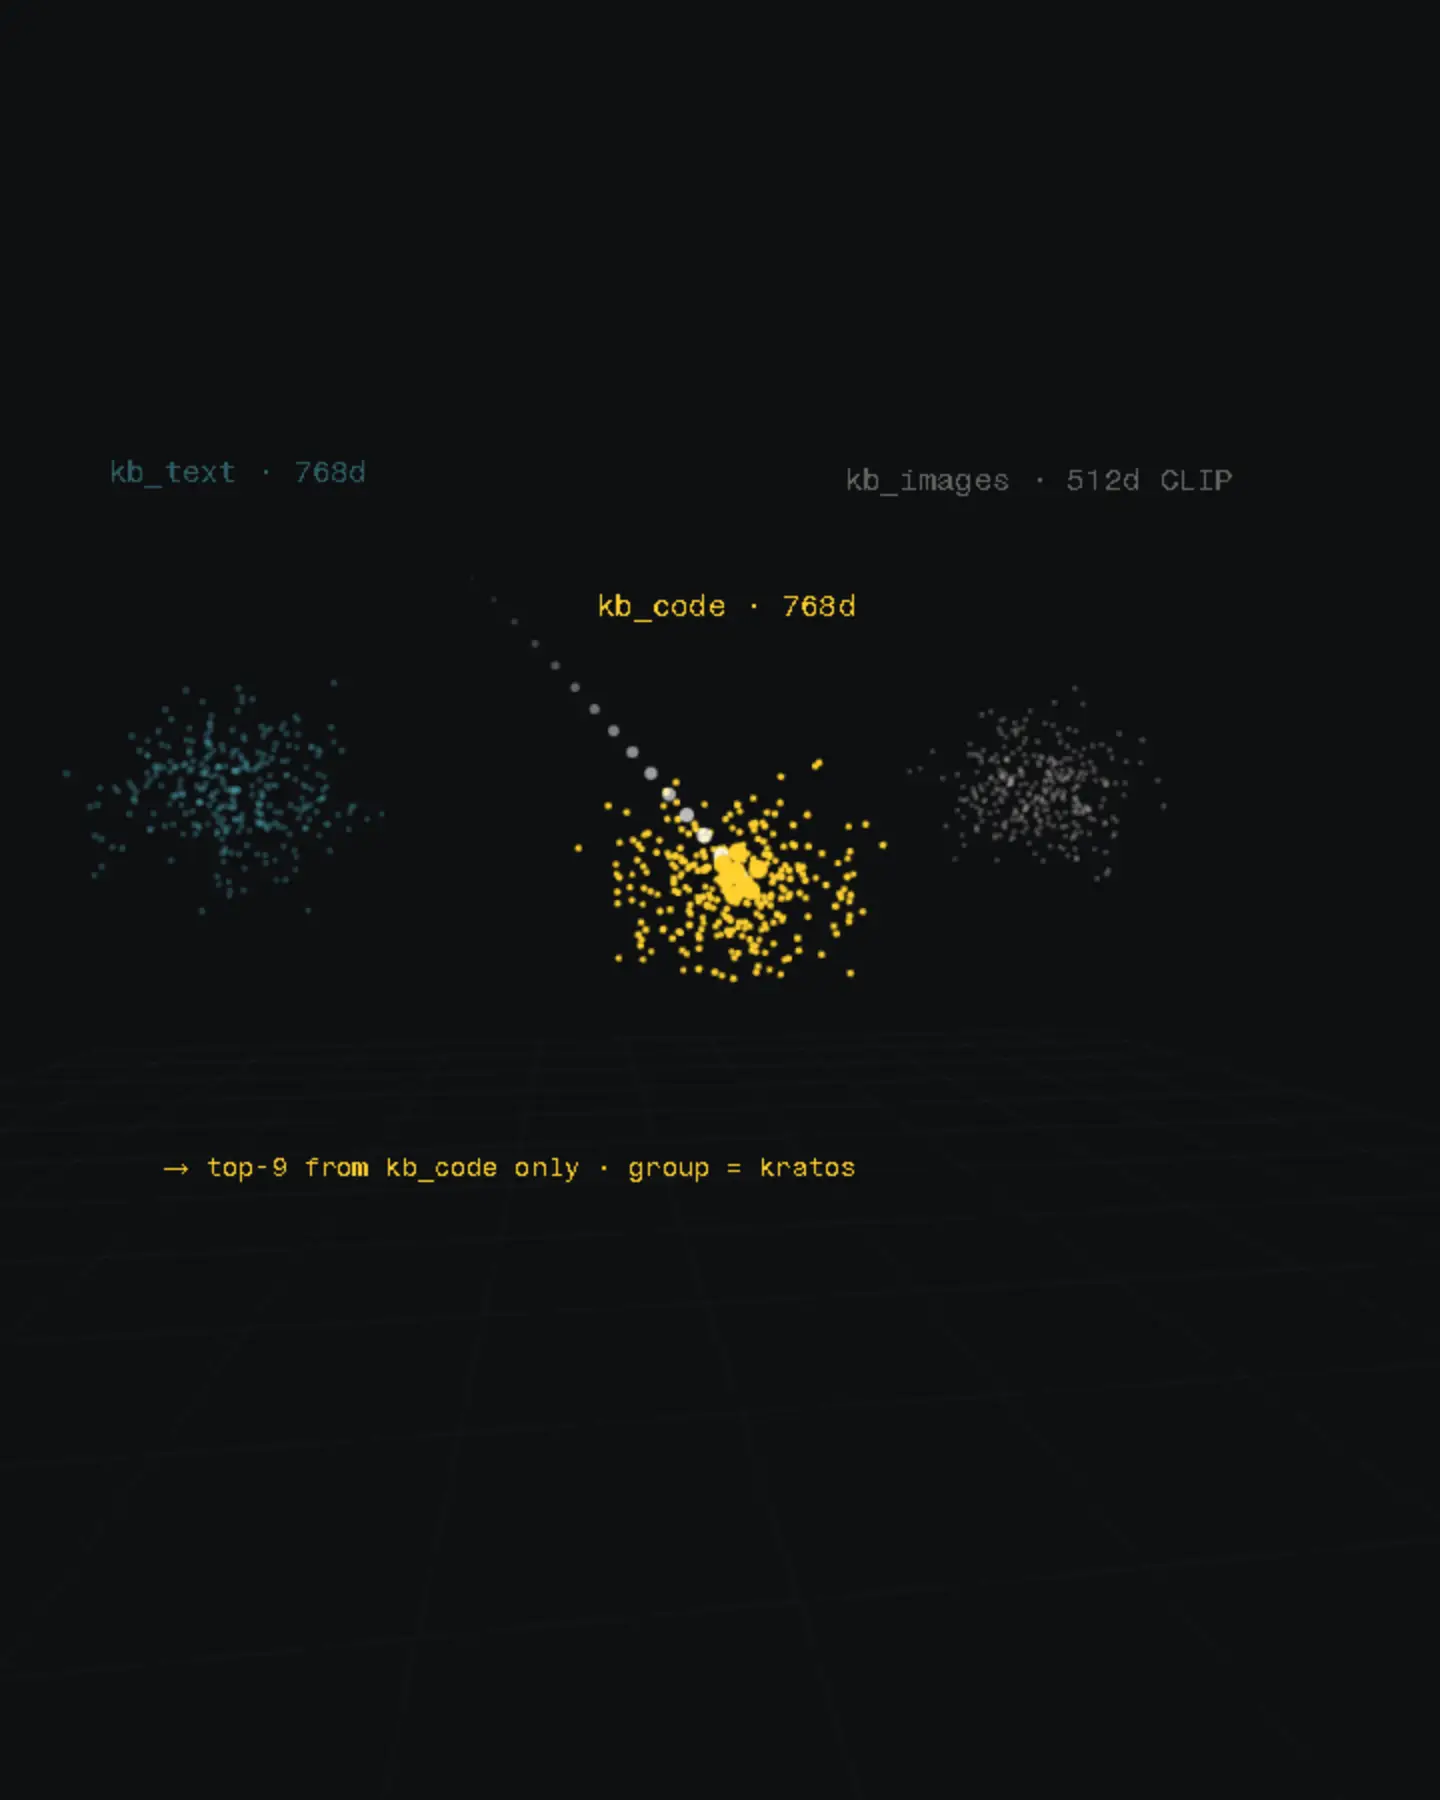 kb_text · 768d
kb_images · 512d CLIP
kb_code · 768d
→ top-9 from kb_code only · group = kratos